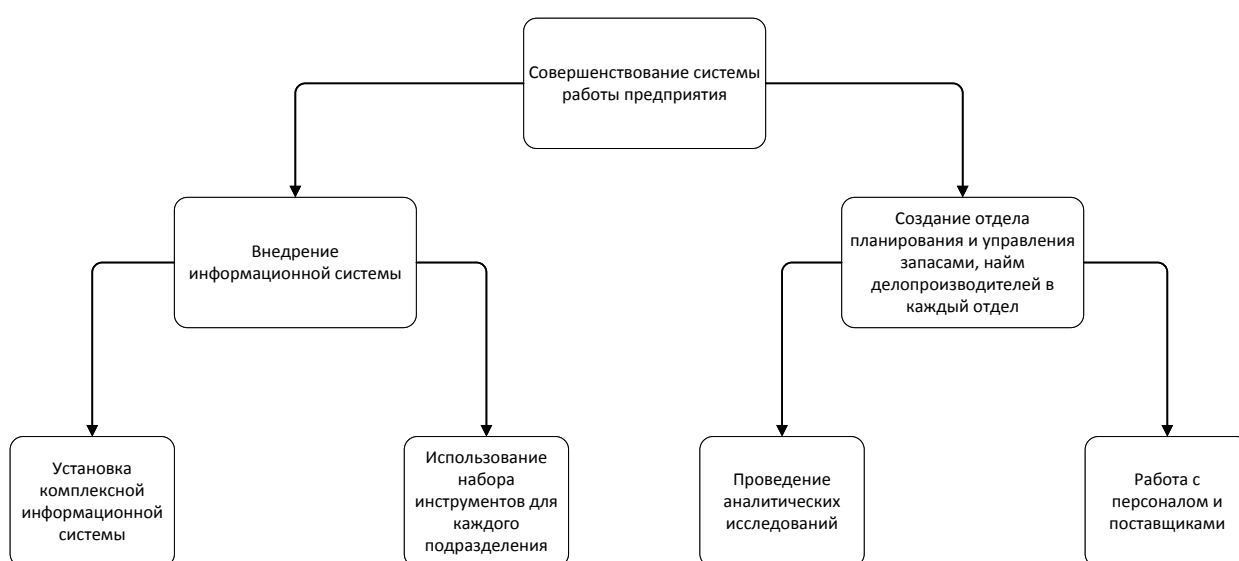 Совершенствование системы
работы предприятия
Внедрение
информационной системы
Создание отдела
планирования и управления
запасами, найм
делопроизводителей в
каждый отдел
Установка
комплексной
информационной
системы
Использование
набора
инструментов для
каждого
подразделения
Проведение
аналитических
исследований
Работа с
персоналом и
поставщиками